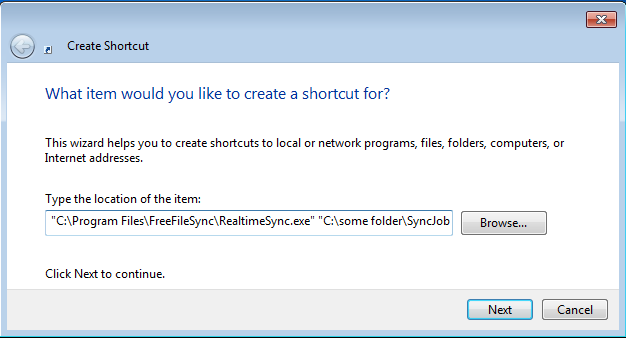 Create Shortcut
What item would you like to create a shortcut for?
This wizard helps you to create shortcuts to local or network programs, files, folders, computers, or
Internet addresses.
Type the location of the item:
"C:\Program Files\FreeFileSync\RealtimeSync.exe" "C:\some folder\SyncJob
Browse...
Click Next to continue.
Next
Cancel